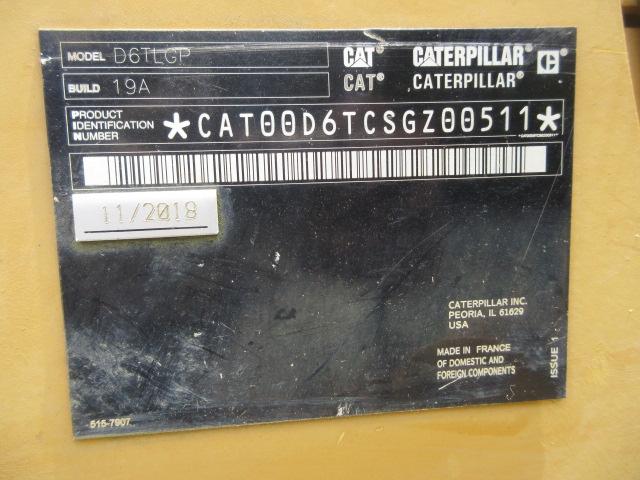 MODEL D6TLGP CAT CATERPILLAR C
BUILD 19A CAT® CATERPILLAR®
PRODUCT
IDENTIFICATION
NUMBER
*CAT00D6TCSGZ00511*
11/2018
CATERPILLAR INC.
PEORIA, IL 61629
USA
MADE IN FRANCE
OF DOMESTIC AND
FOREIGN COMPONENTS
ISSUE 1
515-7907